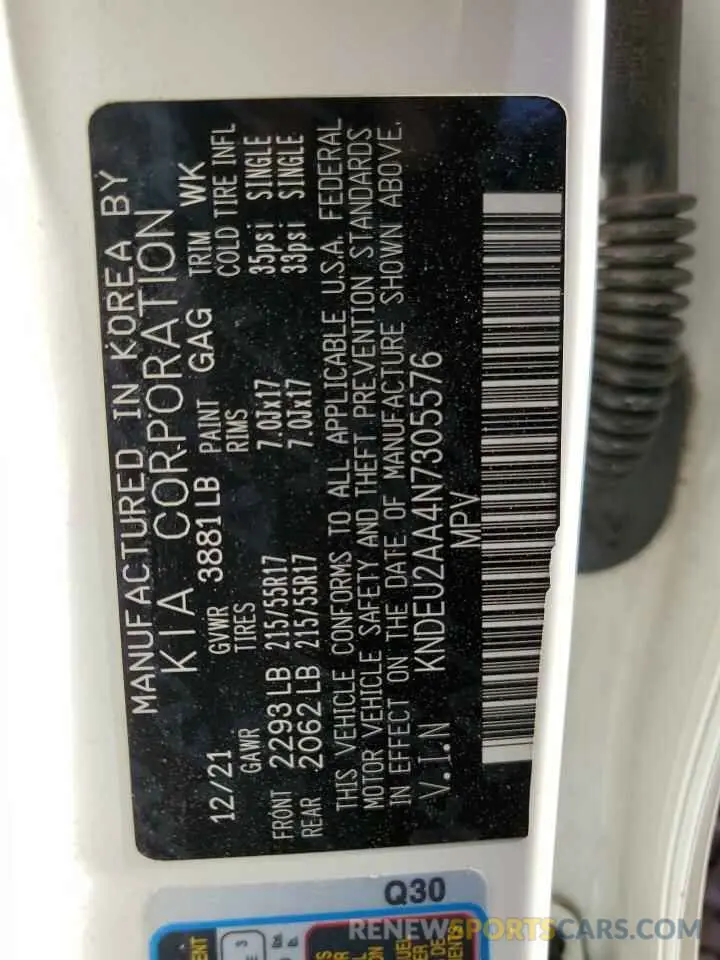 MANUFACTURED IN KOREA BY
KIA CORPORATION
12/21 GVWR 3881LB PAINT GAG TRIM WK
GAWR TIRES RIMS COLD TIRE INFL
FRONT 2293LB 215/55R17 7.0Jx17 35psi SINGLE
REAR 2062LB 215/55R17 7.0Jx17 33psi SINGLE
THIS VEHICLE CONFORMS TO ALL APPLICABLE U.S.A. FEDERAL
MOTOR VEHICLE SAFETY AND THEFT PREVENTION STANDARDS
IN EFFECT ON THE DATE OF MANUFACTURE SHOWN ABOVE.
V.I.N KNDEU2AA4N7305576
MPV
Q30
RENEWSPORTSCARS.COM